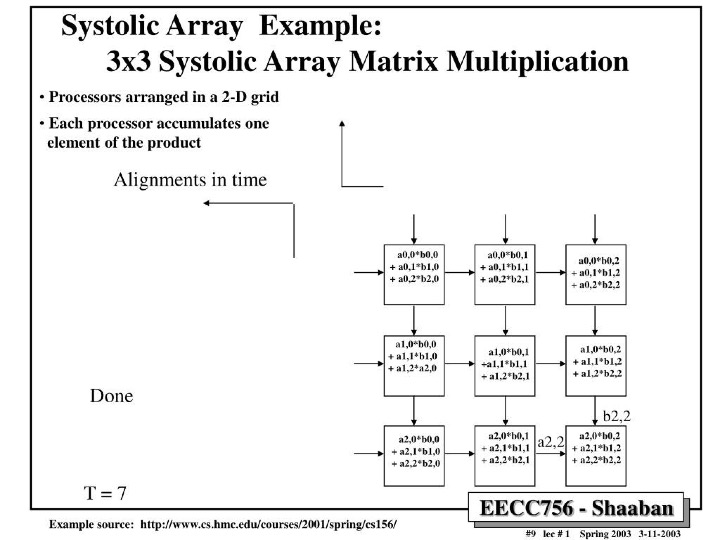 Systolic Array Example:
3x3 Systolic Array Matrix Multiplication
• Processors arranged in a 2-D grid
• Each processor accumulates one
element of the product
Alignments in time
a0,0*b0,0
+ a0,1*b1,0
+ a0,2*b2,0
a0,0*b0,1
+ a0,1*b1,1
+ a0,2*b2,1
a0,0*b0,2
+ a0,1*b1,2
+ a0,2*b2,2
a1,0*b0,0
+ a1,1*b1,0
+ a1,2*a2,0
a1,0*b0,1
+a1,1*b1,1
+ a1,2*b2,1
a1,0*b0,2
+ a1,1*b1,2
+ a1,2*b2,2
Done
b2,2
a2,0*b0,0
+ a2,1*b1,0
+ a2,2*b2,0
a2,0*b0,1
+ a2,1*b1,1
+ a2,2*b2,1
a2,2
a2,0*b0,2
+ a2,1*b1,2
+ a2,2*b2,2
T = 7
EECC756 - Shaaban
Example source: http://www.cs.hmc.edu/courses/2001/spring/cs156/
#9 lec # 1 Spring 2003 3-11-2003